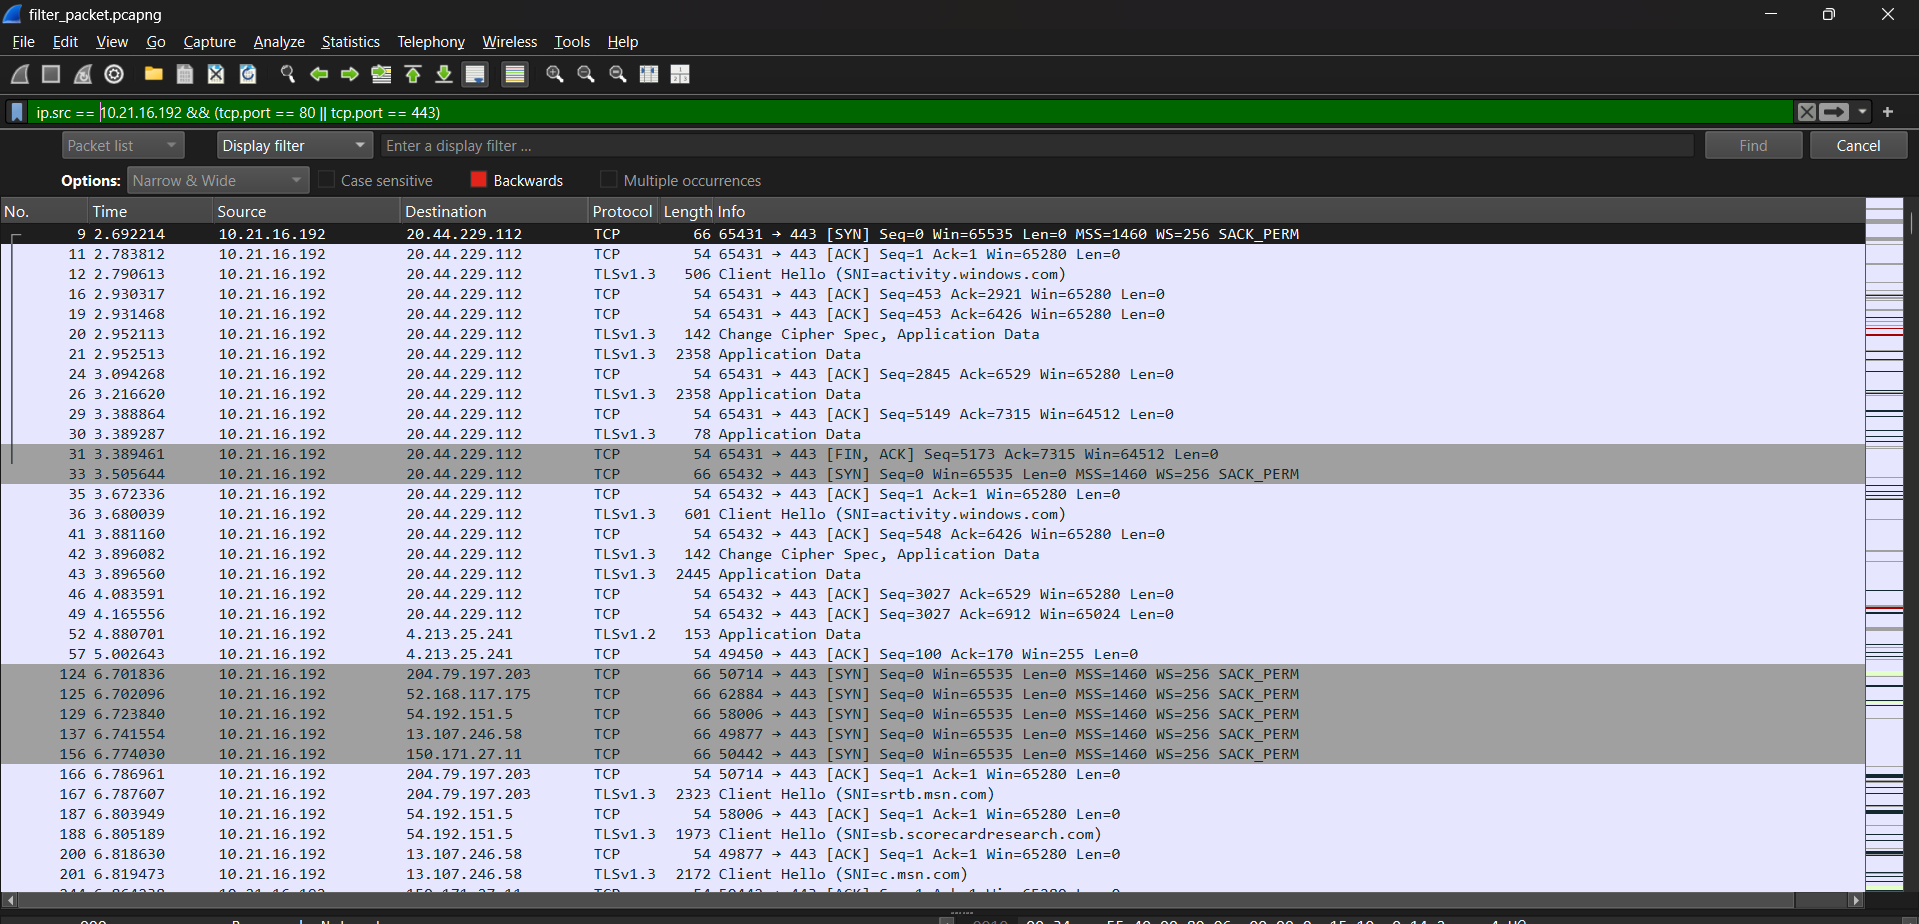 filter_packet.pcapng
File Edit View Go Capture Analyze Statistics Telephony Wireless Tools Help
ip.src == 10.21.16.192 && (tcp.port == 80 || tcp.port == 443)
Packet list Display filter Enter a display filter ... Find Cancel
Options: Narrow & Wide Case sensitive Backwards Multiple occurrences
No. Time Source Destination Protocol Length Info
9 2.692214 10.21.16.192 20.44.229.112 TCP 66 65431 → 443 [SYN] Seq=0 Win=65535 Len=0 MSS=1460 WS=256 SACK_PERM
11 2.783812 10.21.16.192 20.44.229.112 TCP 54 65431 → 443 [ACK] Seq=1 Ack=1 Win=65280 Len=0
12 2.790613 10.21.16.192 20.44.229.112 TLSv1.3 506 Client Hello (SNI=activity.windows.com)
16 2.930317 10.21.16.192 20.44.229.112 TCP 54 65431 → 443 [ACK] Seq=453 Ack=2921 Win=65280 Len=0
19 2.931468 10.21.16.192 20.44.229.112 TCP 54 65431 → 443 [ACK] Seq=453 Ack=6426 Win=65280 Len=0
20 2.952113 10.21.16.192 20.44.229.112 TLSv1.3 142 Change Cipher Spec, Application Data
21 2.952513 10.21.16.192 20.44.229.112 TLSv1.3 2358 Application Data
24 3.094268 10.21.16.192 20.44.229.112 TCP 54 65431 → 443 [ACK] Seq=2845 Ack=6529 Win=65280 Len=0
26 3.216620 10.21.16.192 20.44.229.112 TLSv1.3 2358 Application Data
29 3.388864 10.21.16.192 20.44.229.112 TCP 54 65431 → 443 [ACK] Seq=5149 Ack=7315 Win=64512 Len=0
30 3.389287 10.21.16.192 20.44.229.112 TLSv1.3 78 Application Data
31 3.389461 10.21.16.192 20.44.229.112 TCP 54 65431 → 443 [FIN, ACK] Seq=5173 Ack=7315 Win=64512 Len=0
33 3.505644 10.21.16.192 20.44.229.112 TCP 66 65432 → 443 [SYN] Seq=0 Win=65535 Len=0 MSS=1460 WS=256 SACK_PERM
35 3.672336 10.21.16.192 20.44.229.112 TCP 54 65432 → 443 [ACK] Seq=1 Ack=1 Win=65280 Len=0
36 3.680039 10.21.16.192 20.44.229.112 TLSv1.3 601 Client Hello (SNI=activity.windows.com)
41 3.881160 10.21.16.192 20.44.229.112 TCP 54 65432 → 443 [ACK] Seq=548 Ack=6426 Win=65280 Len=0
42 3.896082 10.21.16.192 20.44.229.112 TLSv1.3 142 Change Cipher Spec, Application Data
43 3.896560 10.21.16.192 20.44.229.112 TLSv1.3 2445 Application Data
46 4.083591 10.21.16.192 20.44.229.112 TCP 54 65432 → 443 [ACK] Seq=3027 Ack=6529 Win=65280 Len=0
49 4.165556 10.21.16.192 20.44.229.112 TCP 54 65432 → 443 [ACK] Seq=3027 Ack=6912 Win=65024 Len=0
52 4.880701 10.21.16.192 4.213.25.241 TLSv1.2 153 Application Data
57 5.002643 10.21.16.192 4.213.25.241 TCP 54 49450 → 443 [ACK] Seq=100 Ack=170 Win=255 Len=0
124 6.701836 10.21.16.192 204.79.197.203 TCP 66 50714 → 443 [SYN] Seq=0 Win=65535 Len=0 MSS=1460 WS=256 SACK_PERM
125 6.702096 10.21.16.192 52.168.117.175 TCP 66 62884 → 443 [SYN] Seq=0 Win=65535 Len=0 MSS=1460 WS=256 SACK_PERM
129 6.723840 10.21.16.192 54.192.151.5 TCP 66 58006 → 443 [SYN] Seq=0 Win=65535 Len=0 MSS=1460 WS=256 SACK_PERM
137 6.741554 10.21.16.192 13.107.246.58 TCP 66 49877 → 443 [SYN] Seq=0 Win=65535 Len=0 MSS=1460 WS=256 SACK_PERM
156 6.774030 10.21.16.192 150.171.27.11 TCP 66 50442 → 443 [SYN] Seq=0 Win=65535 Len=0 MSS=1460 WS=256 SACK_PERM
166 6.786961 10.21.16.192 204.79.197.203 TCP 54 50714 → 443 [ACK] Seq=1 Ack=1 Win=65280 Len=0
167 6.787607 10.21.16.192 204.79.197.203 TLSv1.3 2323 Client Hello (SNI=srtb.msn.com)
187 6.803949 10.21.16.192 54.192.151.5 TCP 54 58006 → 443 [ACK] Seq=1 Ack=1 Win=65280 Len=0
188 6.805189 10.21.16.192 54.192.151.5 TLSv1.3 1973 Client Hello (SNI=sb.scorecardresearch.com)
200 6.818630 10.21.16.192 13.107.246.58 TCP 54 49877 → 443 [ACK] Seq=1 Ack=1 Win=65280 Len=0
201 6.819473 10.21.16.192 13.107.246.58 TLSv1.3 2172 Client Hello (SNI=c.msn.com)